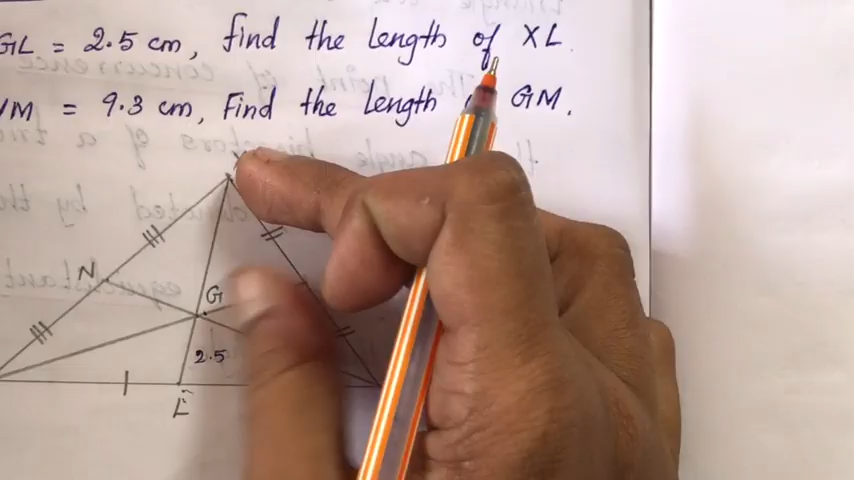 GL = 2.5 cm, find the length of XL.
M = 9.3 cm, Find the length GM.
N
G
2.5
L